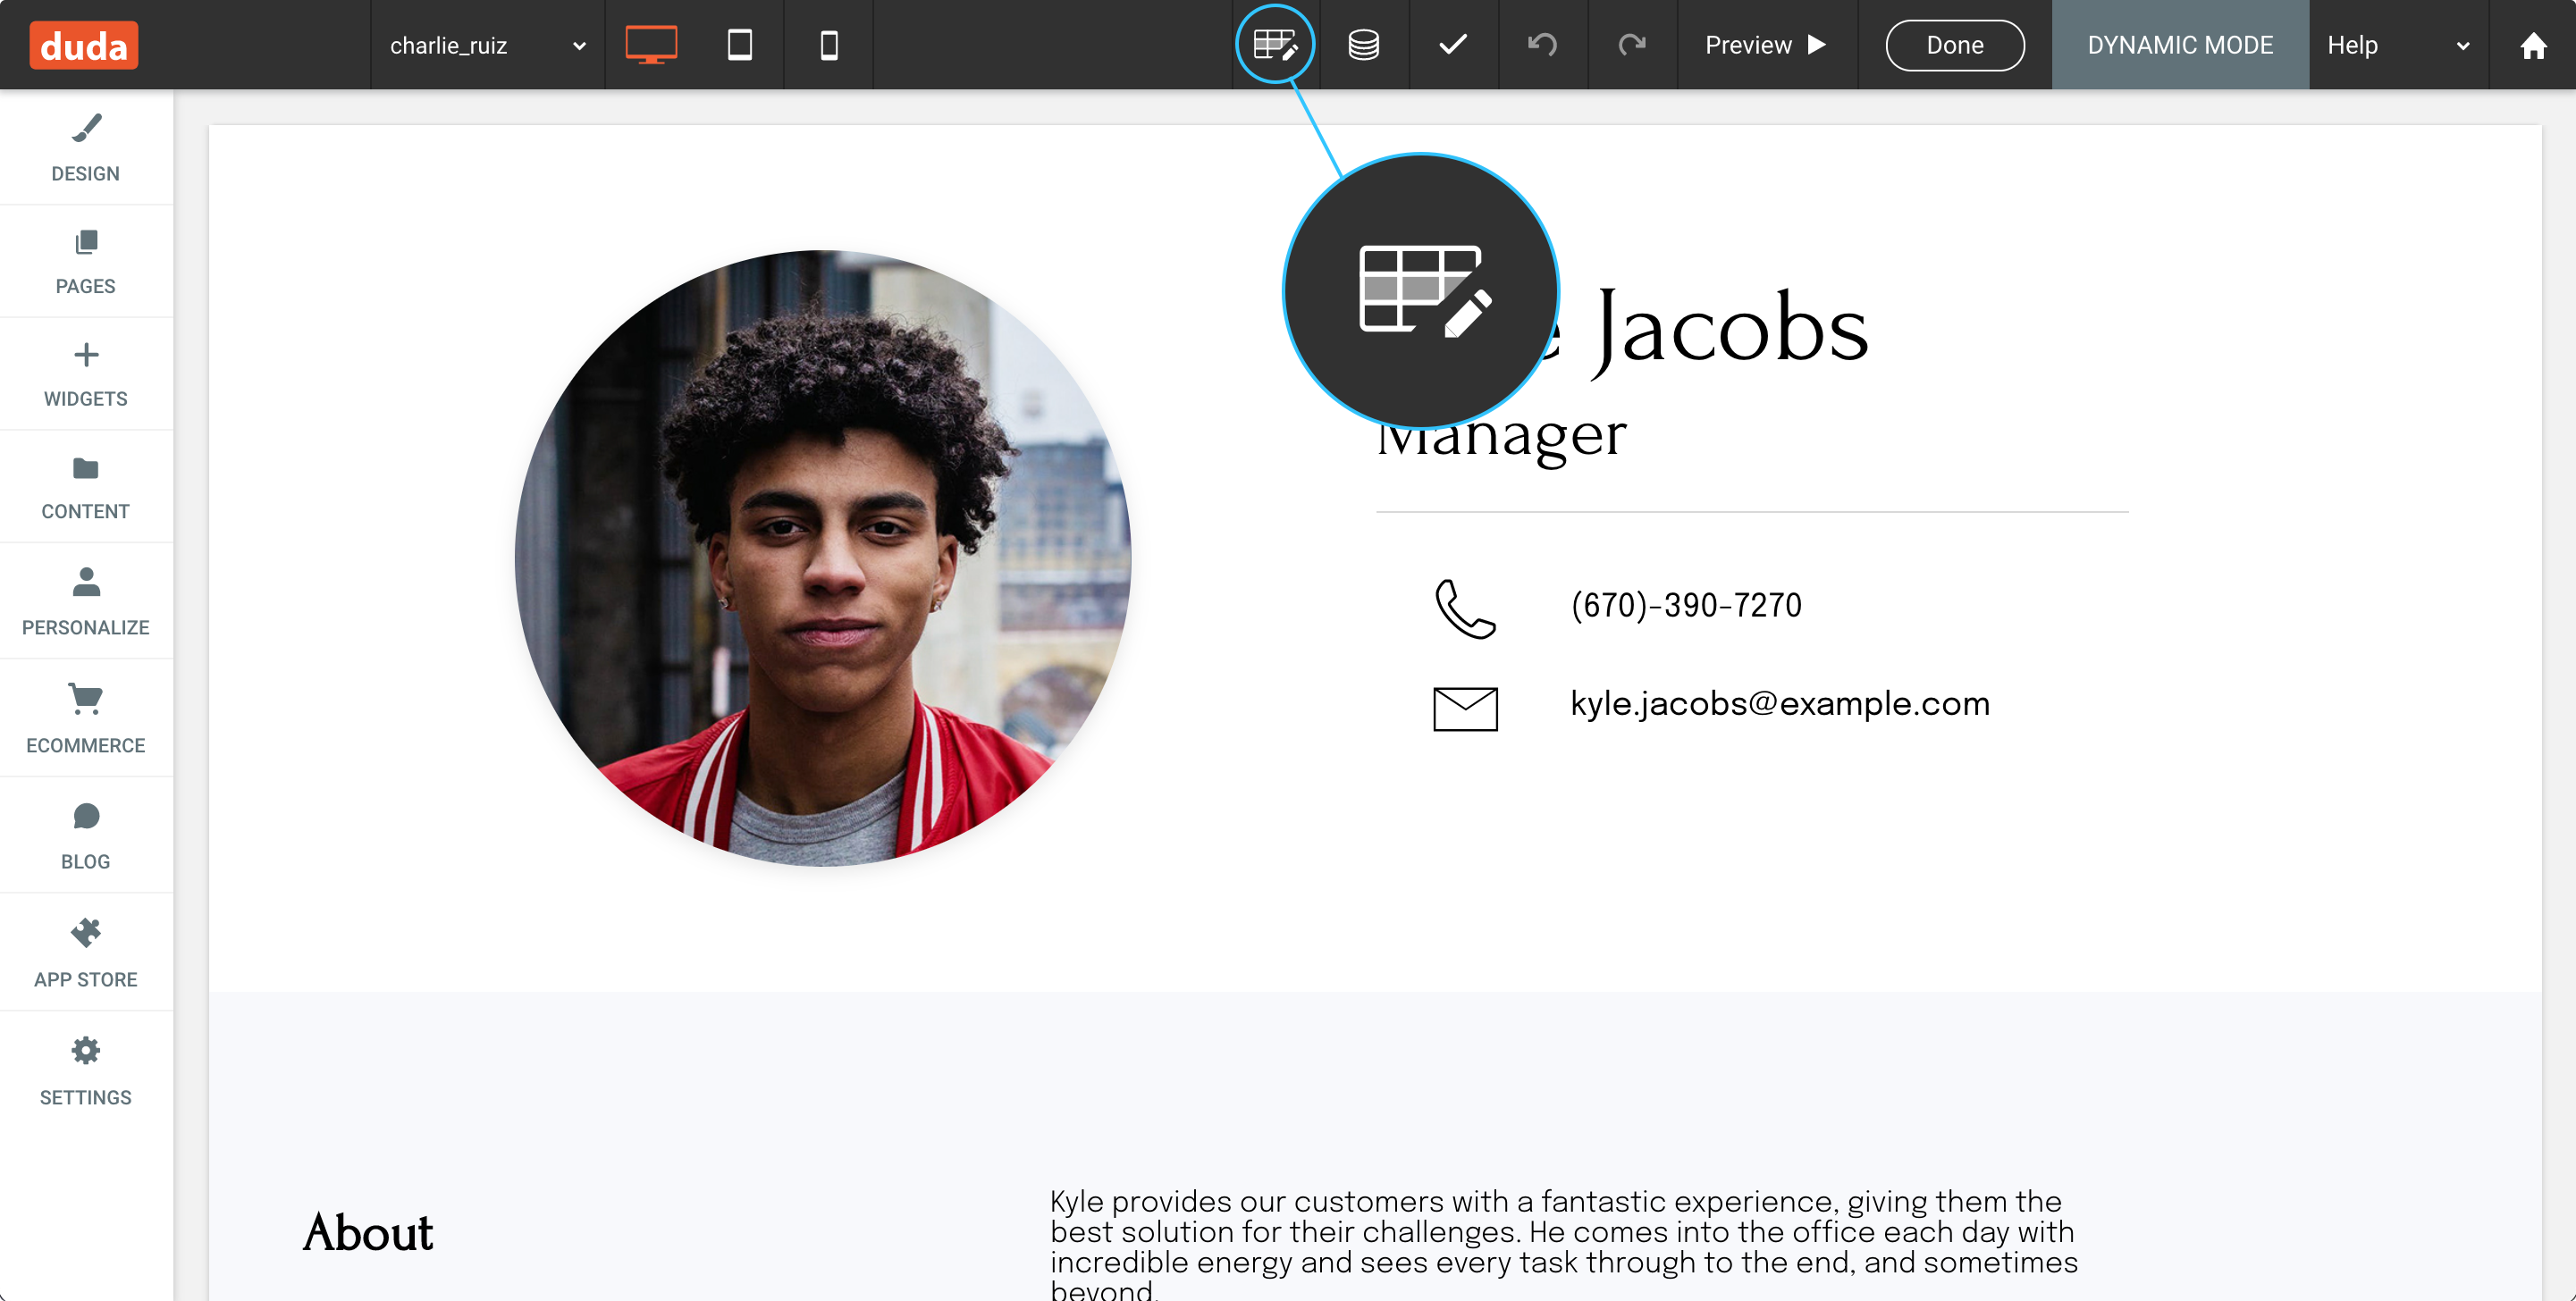 duda
charlie_ruiz
Preview
Done
DYNAMIC MODE
Help
DESIGN
PAGES
WIDGETS
CONTENT
PERSONALIZE
ECOMMERCE
BLOG
APP STORE
SETTINGS
Jacobs
Manager
(670)-390-7270
kyle.jacobs@example.com
About
Kyle provides our customers with a fantastic experience, giving them the
best solution for their challenges. He comes into the office each day with
incredible energy and sees every task through to the end, and sometimes
beyond.